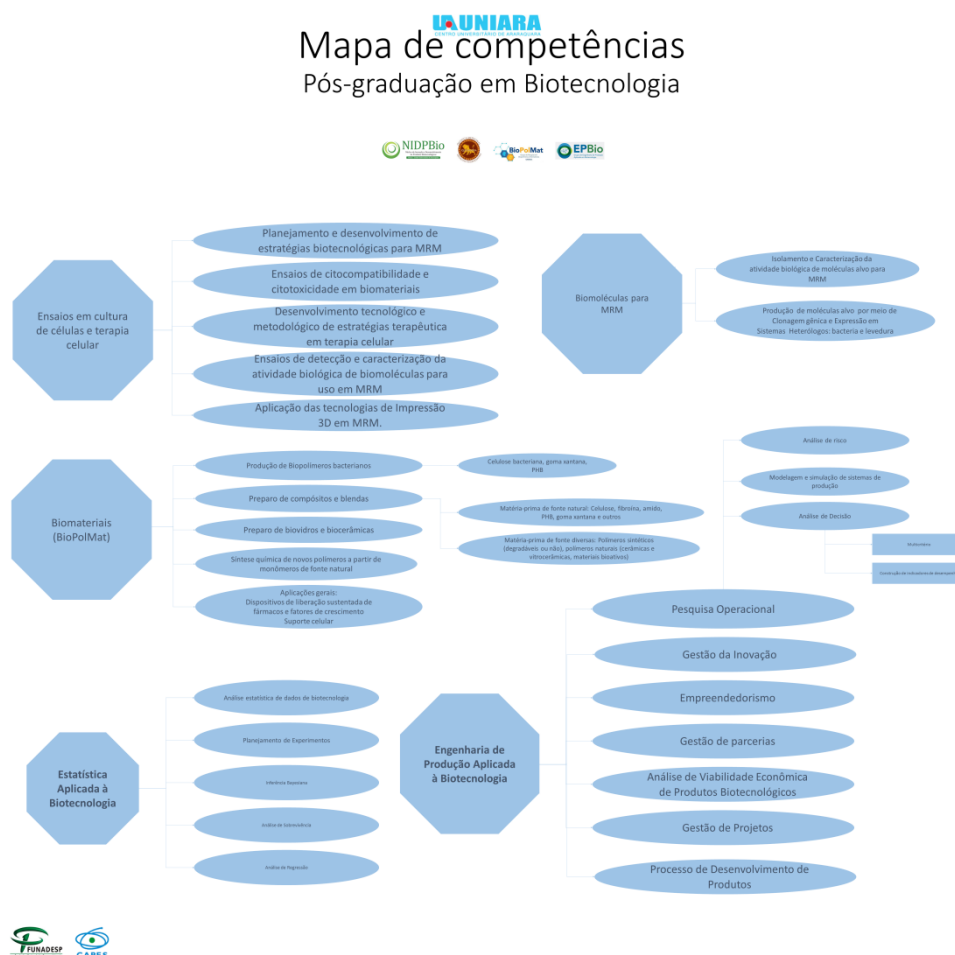 UNIARA
CENTRO UNIVERSITÁRIO DE ARARAQUARA
Mapa de competências
Pós-graduação em Biotecnologia
NIDPBio
BioPolMat
EPBio
Ensaios em cultura
de células e terapia
celular
Planejamento e desenvolvimento de
estratégias biotecnológicas para MRM
Ensaios de citocompatibilidade e
citotoxicidade em biomateriais
Desenvolvimento tecnológico e
metodológico de estratégias terapêutica
em terapia celular
Ensaios de detecção e caracterização da
atividade biológica de biomoléculas para
uso em MRM
Aplicação das tecnologias de Impressão
3D em MRM.
Biomoléculas para
MRM
Isolamento e Caracterização da
atividade biológica de moléculas alvo para
MRM
Produção de moléculas alvo por meio de
Clonagem gênica e Expressão em
Sistemas Heterólogos: bacteria e levedura
Biomateriais
(BioPolMat)
Produção de Biopolímeros bacterianos
Celulose bacteriana, goma xantana,
PHB
Preparo de compósitos e blendas
Matéria-prima de fonte natural: Celulose, fibroína, amido,
PHB, goma xantana e outros
Matéria-prima de fonte diversas: Polímeros sintéticos
(degradáveis ou não), polímeros naturais (cerâmicas e
vitrocerâmicas, materiais bioativos)
Preparo de biovidros e biocerâmicas
Síntese química de novos polímeros a partir de
monômeros de fonte natural
Aplicações gerais:
Dispositivos de liberação sustentada de
fármacos e fatores de crescimento
Suporte celular
Análise de risco
Modelagem e simulação de sistemas de
produção
Análise de Decisão
Multicritério
Construção de indicadores de desempenho
Estatística
Aplicada à
Biotecnologia
Análise estatística de dados de biotecnologia
Planejamento de Experimentos
Inferência Bayesiana
Análise de Sobrevivência
Análise de Regressão
Engenharia de
Produção Aplicada
à Biotecnologia
Pesquisa Operacional
Gestão da Inovação
Empreendedorismo
Gestão de parcerias
Análise de Viabilidade Econômica
de Produtos Biotecnológicos
Gestão de Projetos
Processo de Desenvolvimento de
Produtos
FUNADESP
CAPES